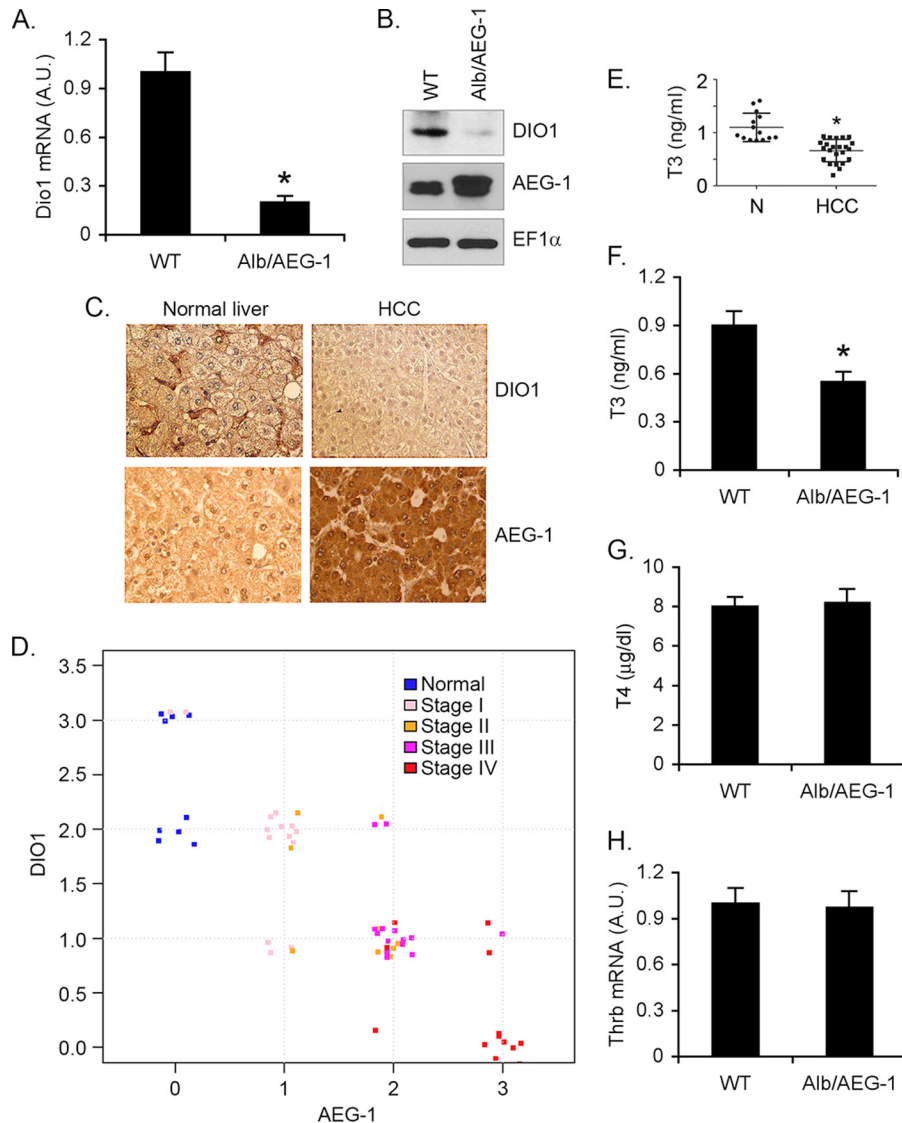 A.
Dio1 mRNA (A.U.)
1.2
0.9
0.6
0.3
0
*
WT
Alb/AEG-1
B.
WT
Alb/AEG-1
DIO1
AEG-1
EF1α
C.
Normal liver
HCC
DIO1
AEG-1
D.
DIO1
3.5
3.0
2.5
2.0
1.5
1.0
0.5
0.0
Normal
Stage I
Stage II
Stage III
Stage IV
0
1
2
3
AEG-1
E.
T3 (ng/ml)
2
1
1
0
*
N
HCC
F.
T3 (ng/ml)
1.2
0.9
0.6
0.3
0
*
WT
Alb/AEG-1
G.
T4 (μg/dl)
10
8
6
4
2
0
WT
Alb/AEG-1
H.
Thrb mRNA (A.U.)
1.2
0.9
0.6
0.3
0
WT
Alb/AEG-1